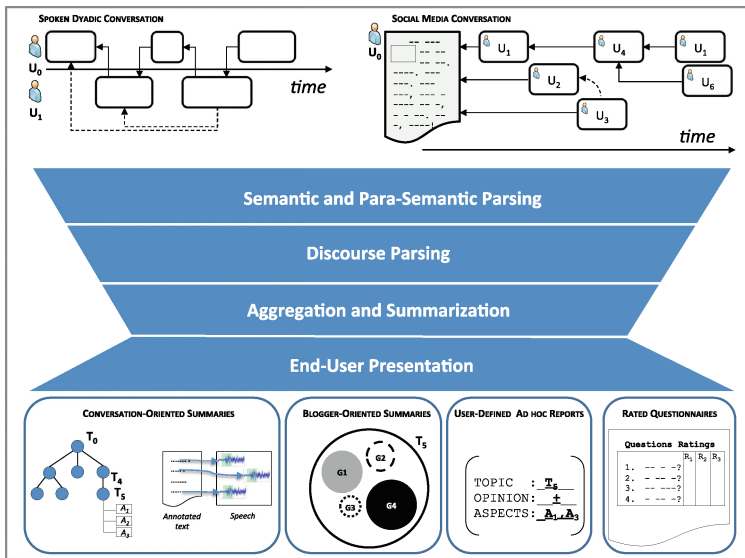 SPOKEN DYADIC CONVERSATION
U0
U1
time
SOCIAL MEDIA CONVERSATION
U0
U1
U4
U1
U2
U6
U3
time
Semantic and Para-Semantic Parsing
Discourse Parsing
Aggregation and Summarization
End-User Presentation
CONVERSATION-ORIENTED SUMMARIES
T0
T4
T5
A1
A2
A3
Annotated
text
Speech
BLOGGER-ORIENTED SUMMARIES
T5
G1
G2
G3
G4
USER-DEFINED AD HOC REPORTS
TOPIC : T5
OPINION: ±
ASPECTS: A1,A3
RATED QUESTIONNAIRES
Questions Ratings
R1 R2 R3
1. -- -- -?
2. -- --- -?
3. --- -- -?
4. - --- --?